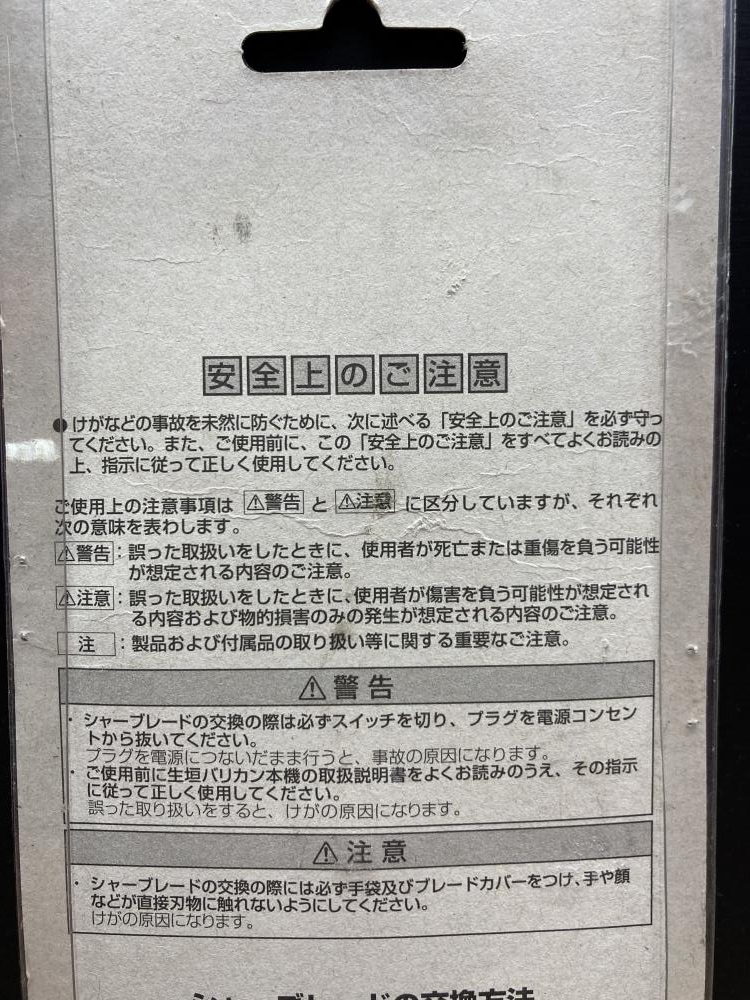 安全上のご注意
●けがなどの事故を未然に防ぐために、次に述べる「安全上のご注意」を必ず守っ
てください。また、ご使用前に、この「安全上のご注意」をすべてよくお読みの
上、指示に従って正しく使用してください。
ご使用上の注意事項は ⚠警告 と ⚠注意 に区分していますが、それぞれ
次の意味を表わします。
⚠警告：誤った取扱いをしたときに、使用者が死亡または重傷を負う可能性
が想定される内容のご注意。
⚠注意：誤った取扱いをしたときに、使用者が傷害を負う可能性が想定され
る内容および物的損害のみの発生が想定される内容のご注意。
注：製品および付属品の取り扱い等に関する重要なご注意。
⚠警告
・シャーブレードの交換の際は必ずスイッチを切り、プラグを電源コンセン
トから抜いてください。
プラグを電源につないだまま行うと、事故の原因になります。
・ご使用前に生垣バリカン本機の取扱説明書をよくお読みのうえ、その指示
に従って正しく使用してください。
誤った取り扱いをすると、けがの原因になります。
⚠注意
・シャーブレードの交換の際には必ず手袋及びブレードカバーをつけ、手や顔
などが直接刃物に触れないようにしてください。
けがの原因になります。
シャーブレードの交換方法